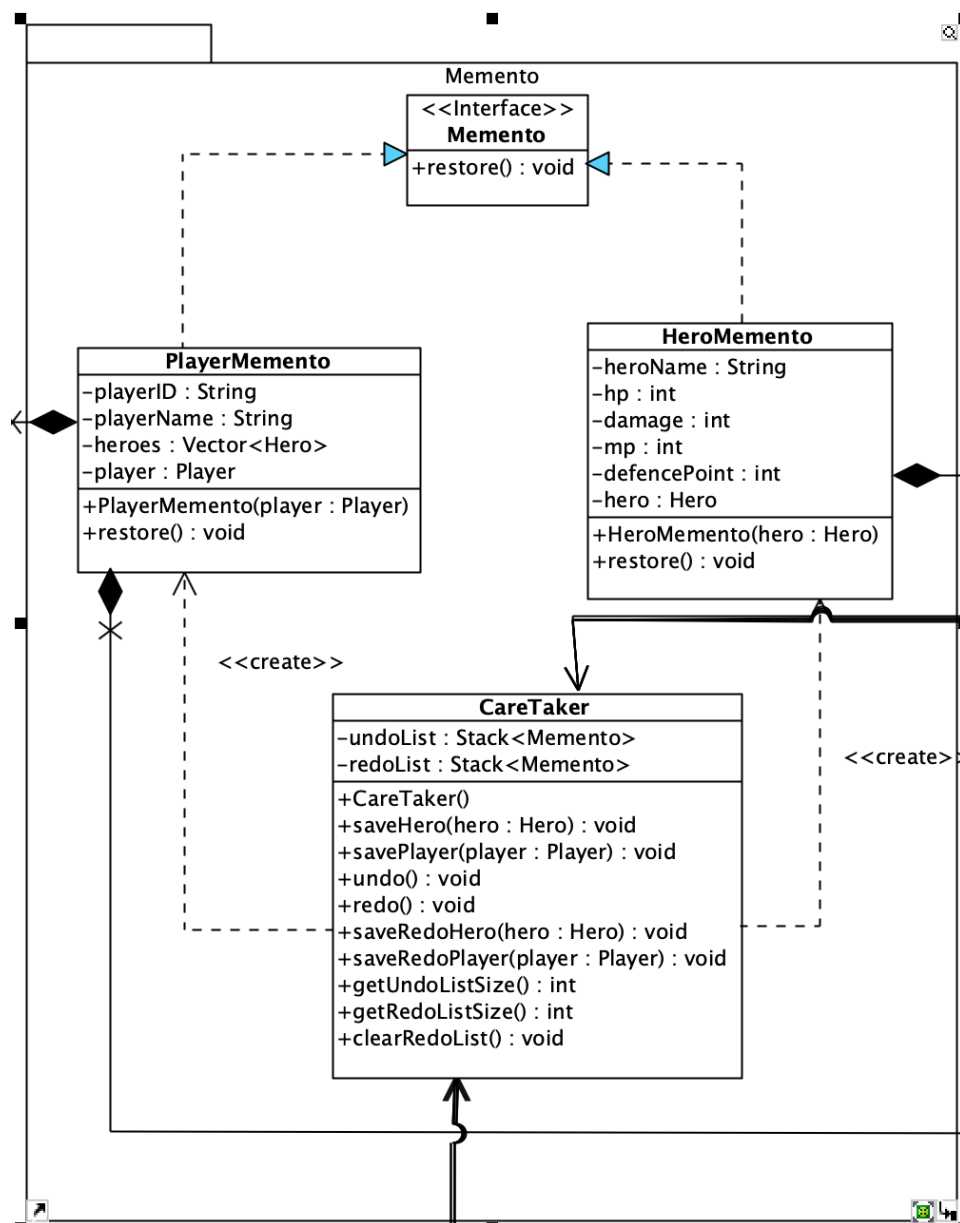 Memento
<<Interface>>
Memento
+restore() : void
PlayerMemento
-playerID : String
-playerName : String
-heroes : Vector<Hero>
-player : Player
+PlayerMemento(player : Player)
+restore() : void
HeroMemento
-heroName : String
-hp : int
-damage : int
-mp : int
-defencePoint : int
-hero : Hero
+HeroMemento(hero : Hero)
+restore() : void
<<create>>
CareTaker
-undoList : Stack<Memento>
-redoList : Stack<Memento>
+CareTaker()
+saveHero(hero : Hero) : void
+savePlayer(player : Player) : void
+undo() : void
+redo() : void
+saveRedoHero(hero : Hero) : void
+saveRedoPlayer(player : Player) : void
+getUndoListSize() : int
+getRedoListSize() : int
+clearRedoList() : void
<<create>>